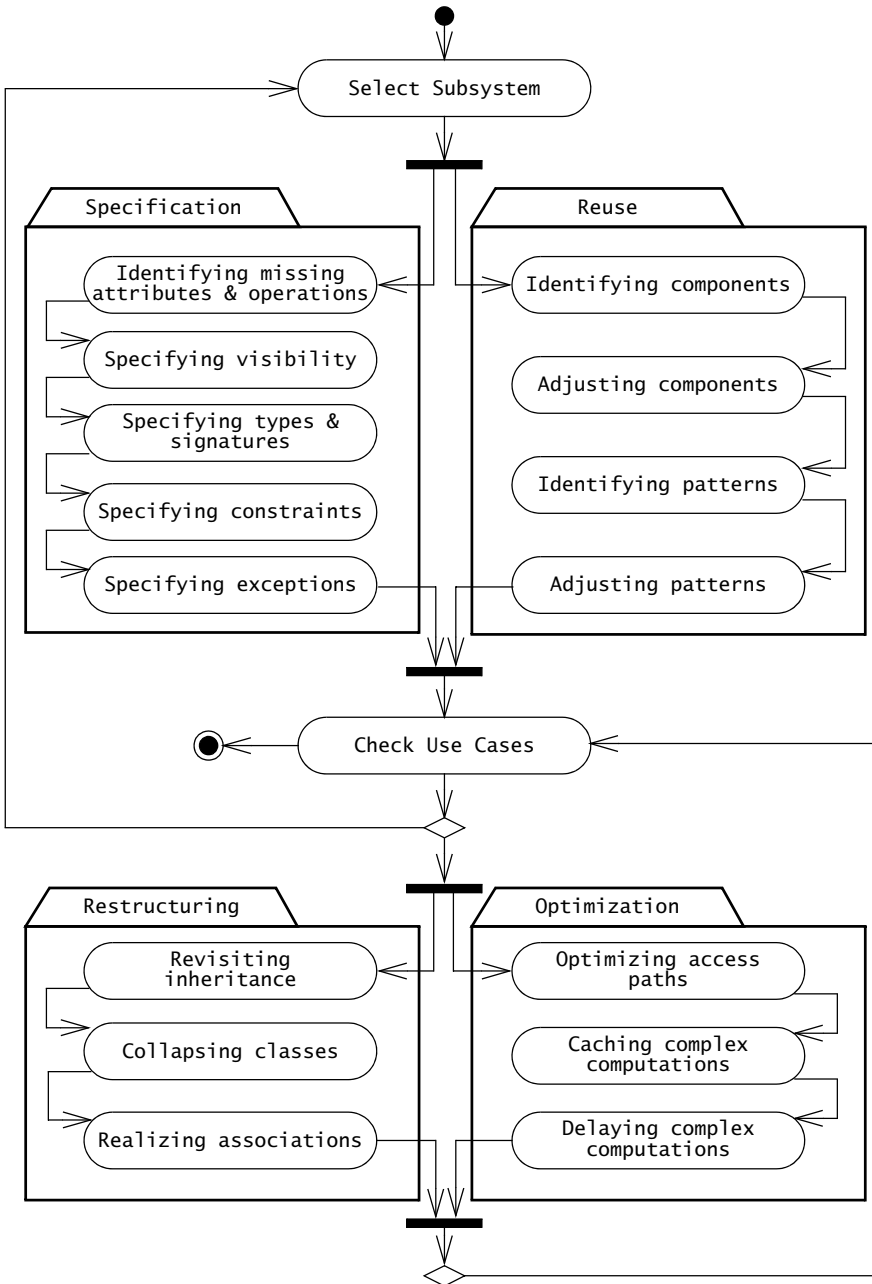 Select Subsystem
Specification
Identifying missing
attributes & operations
Specifying visibility
Specifying types &
signatures
Specifying constraints
Specifying exceptions
Reuse
Identifying components
Adjusting components
Identifying patterns
Adjusting patterns
Check Use Cases
Restructuring
Revisiting
inheritance
Collapsing classes
Realizing associations
Optimization
Optimizing access
paths
Caching complex
computations
Delaying complex
computations